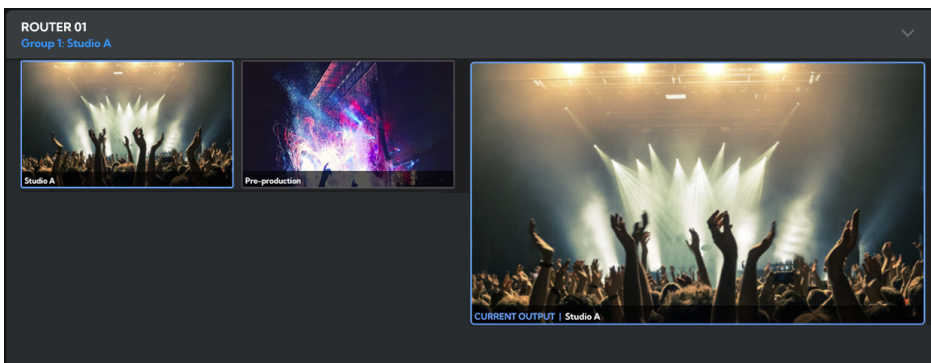 ROUTER 01
Group 1: Studio A
Studio A
Pre-production
CURRENT OUTPUT | Studio A